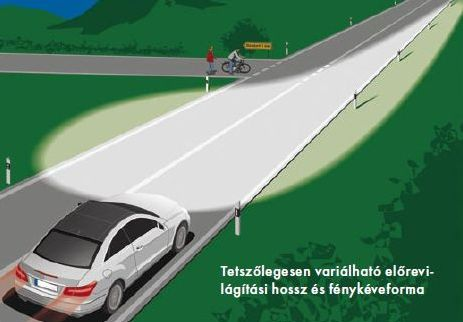 Tetszőlegesen variálható előrevi-
lágítási hossz és fénykéveforma